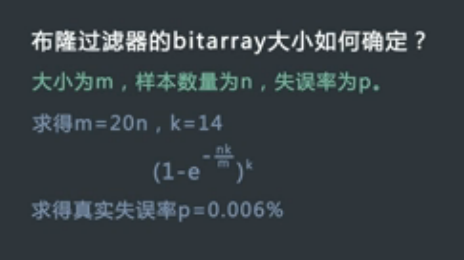 布隆过滤器的bitarray大小如何确定？
大小为m，样本数量为n，失误率为p。
求得m=20n，k=14
(1-e^{-\frac{nk}{m}})^k
求得真实失误率p=0.006%